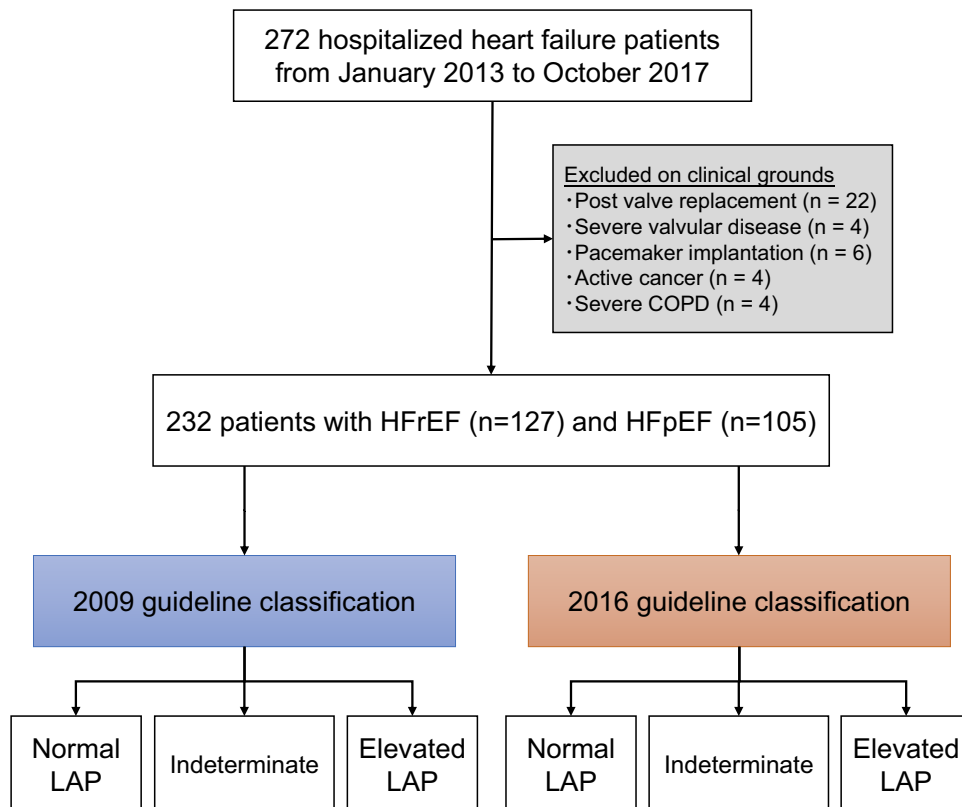 272 hospitalized heart failure patients
from January 2013 to October 2017
Excluded on clinical grounds
・Post valve replacement (n = 22)
・Severe valvular disease (n = 4)
・Pacemaker implantation (n = 6)
・Active cancer (n = 4)
・Severe COPD (n = 4)
232 patients with HFrEF (n=127) and HFpEF (n=105)
2009 guideline classification
2016 guideline classification
Normal
LAP
Indeterminate
Elevated
LAP
Normal
LAP
Indeterminate
Elevated
LAP